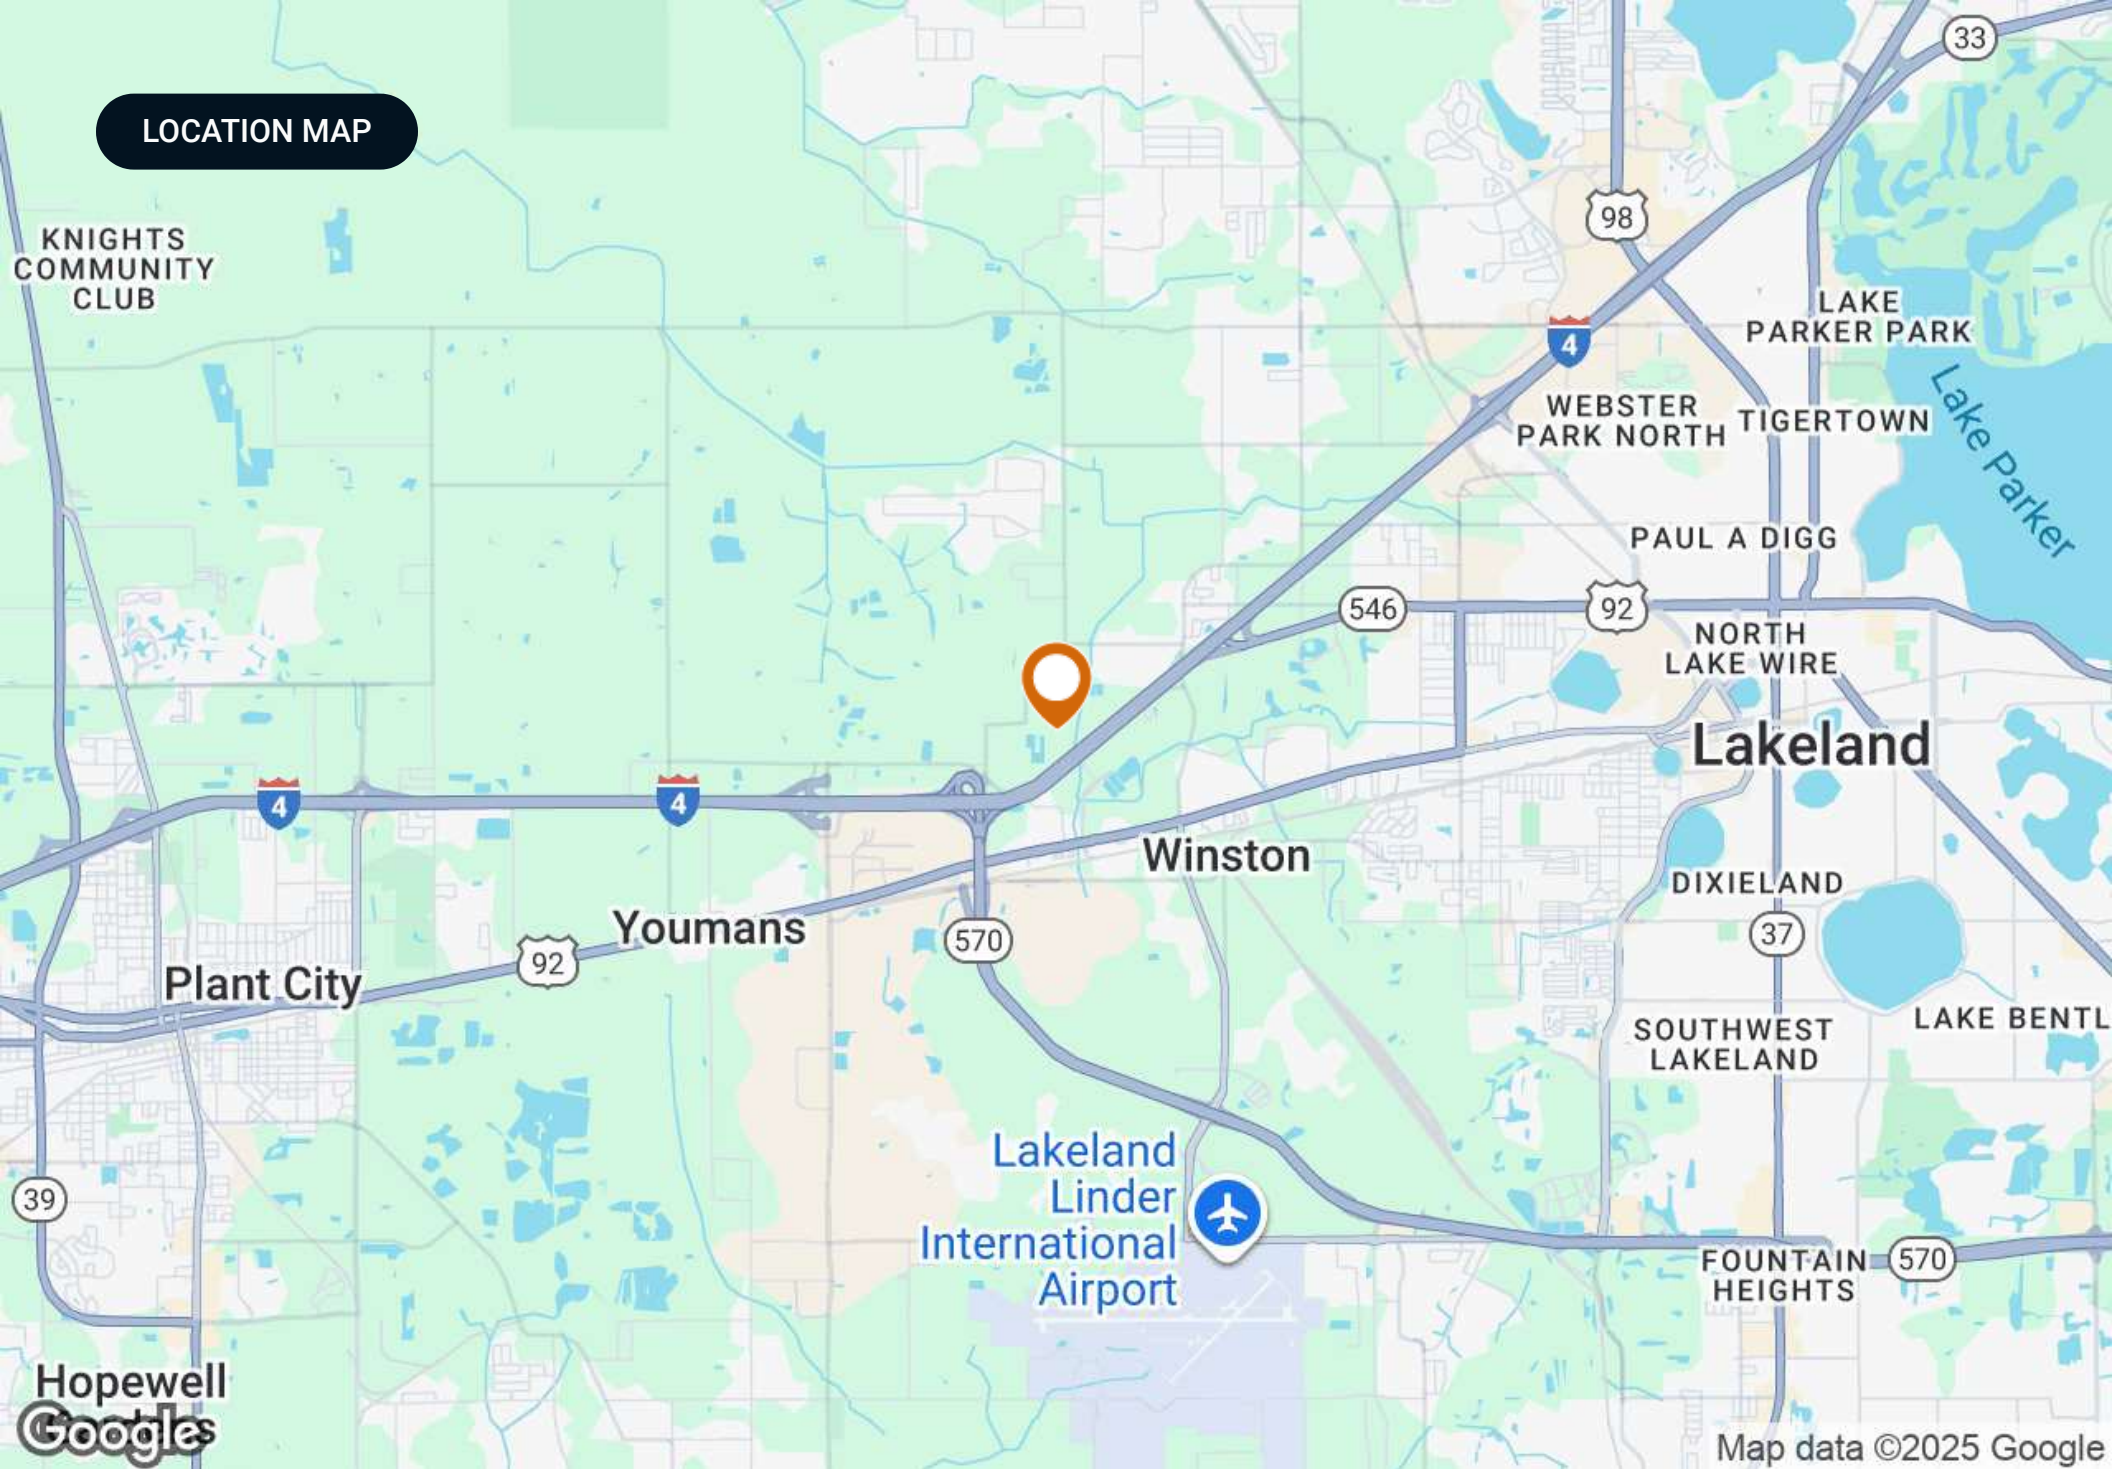 33
LOCATION MAP
98
KNIGHTS
COMMUNITY
CLUB
LAKE
PARKER PARK
4
WEBSTER
PARK NORTH
TIGERTOWN
Lake Parker
PAUL A DIGG
546
92
NORTH
LAKE WIRE
Lakeland
4
4
Winston
DIXIELAND
Youmans
570
37
92
Plant City
LAKE BENTL
SOUTHWEST
LAKELAND
Lakeland
Linder
International
Airport
39
FOUNTAIN
HEIGHTS
570
Hopewell
Google
Map data ©2025 Google